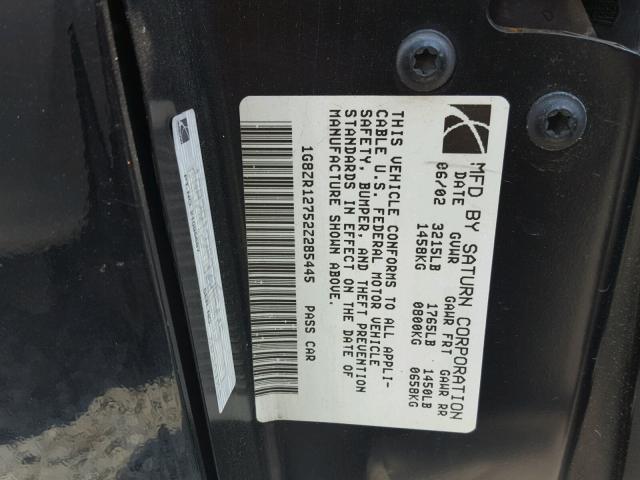 MFD BY SATURN CORPORATION
DATE GVWR GAWR FRT GAWR RR
06/02 3215LB 1765LB 1450LB
1458KG 0800KG 0658KG
THIS VEHICLE CONFORMS TO ALL APPLI-
CABLE U.S. FEDERAL MOTOR VEHICLE
SAFETY, BUMPER, AND THEFT PREVENTION
STANDARDS IN EFFECT ON THE DATE OF
MANUFACTURE SHOWN ABOVE.
1G8ZR12752Z285445 PASS CAR